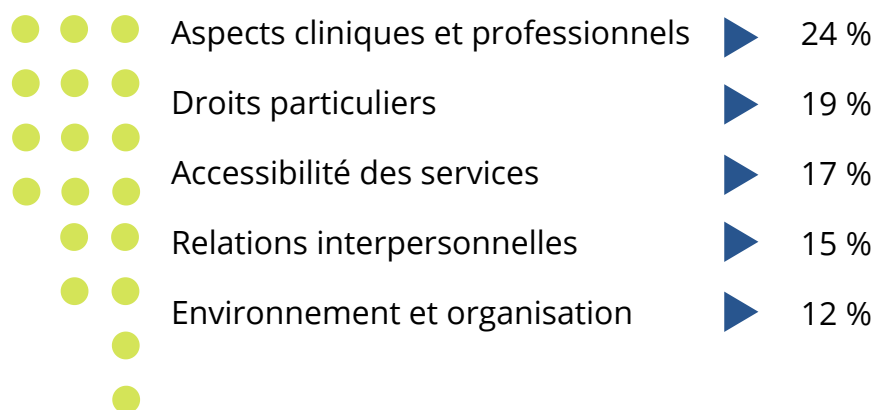 Aspects cliniques et professionnels 24 %
Droits particuliers 19 %
Accessibilité des services 17 %
Relations interpersonnelles 15 %
Environnement et organisation 12 %